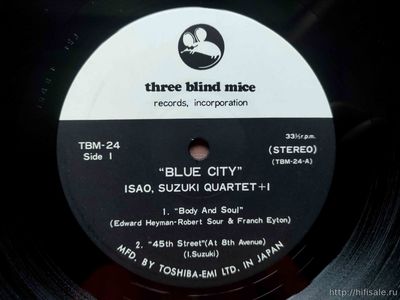 three blind mice
records, incorporation
TBM-24
Side 1
33⅓ r.p.m.
(STEREO)
(TBM-24-A)
"BLUE CITY"
ISAO, SUZUKI QUARTET+1
1. "Body And Soul"
(Edward Heyman-Robert Sour & Franch Eyton)
2. "45th Street"(At 8th Avenue)
(I.Suzuki)
MFD. BY TOSHIBA-EMI LTD. IN JAPAN
http://hifisale.ru